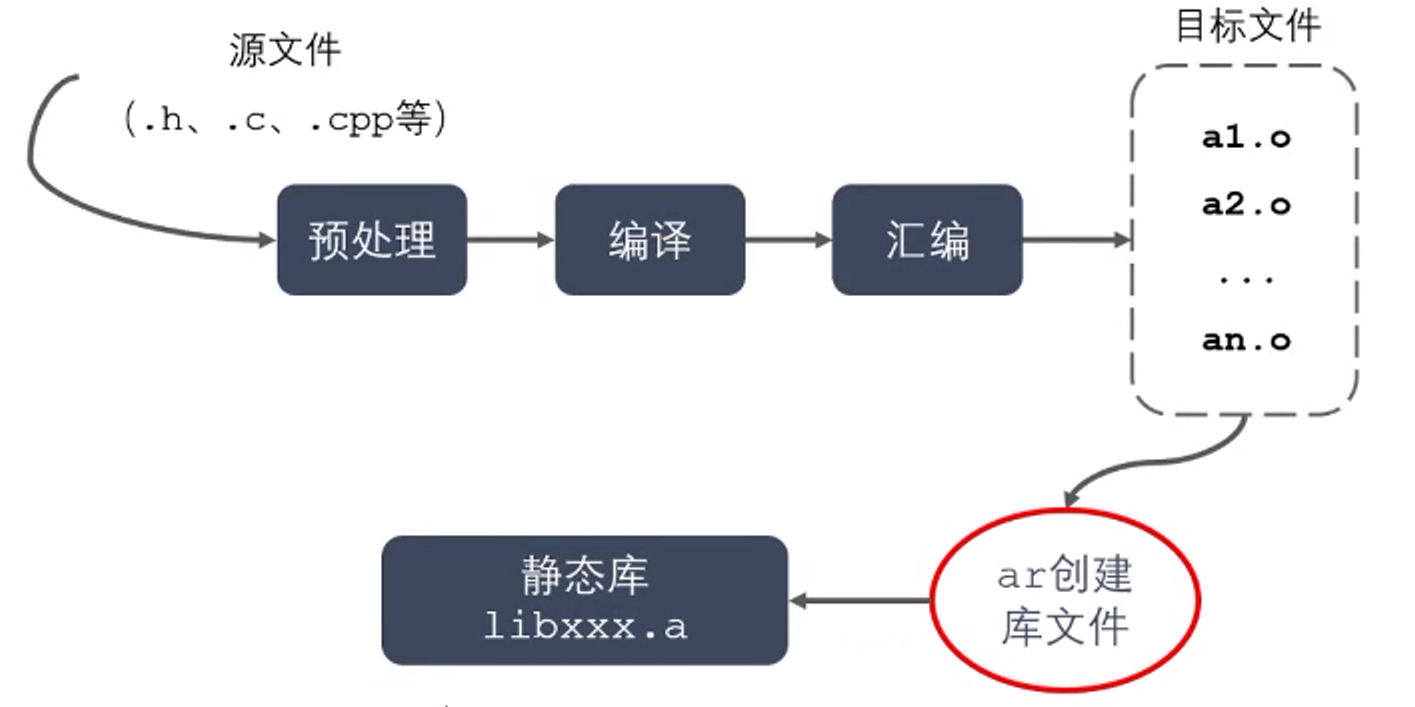 源文件
(.h、.c、.cpp等)
预处理
编译
汇编
目标文件
a1.o
a2.o
...
an.o
ar创建
库文件
静态库
libxxx.a